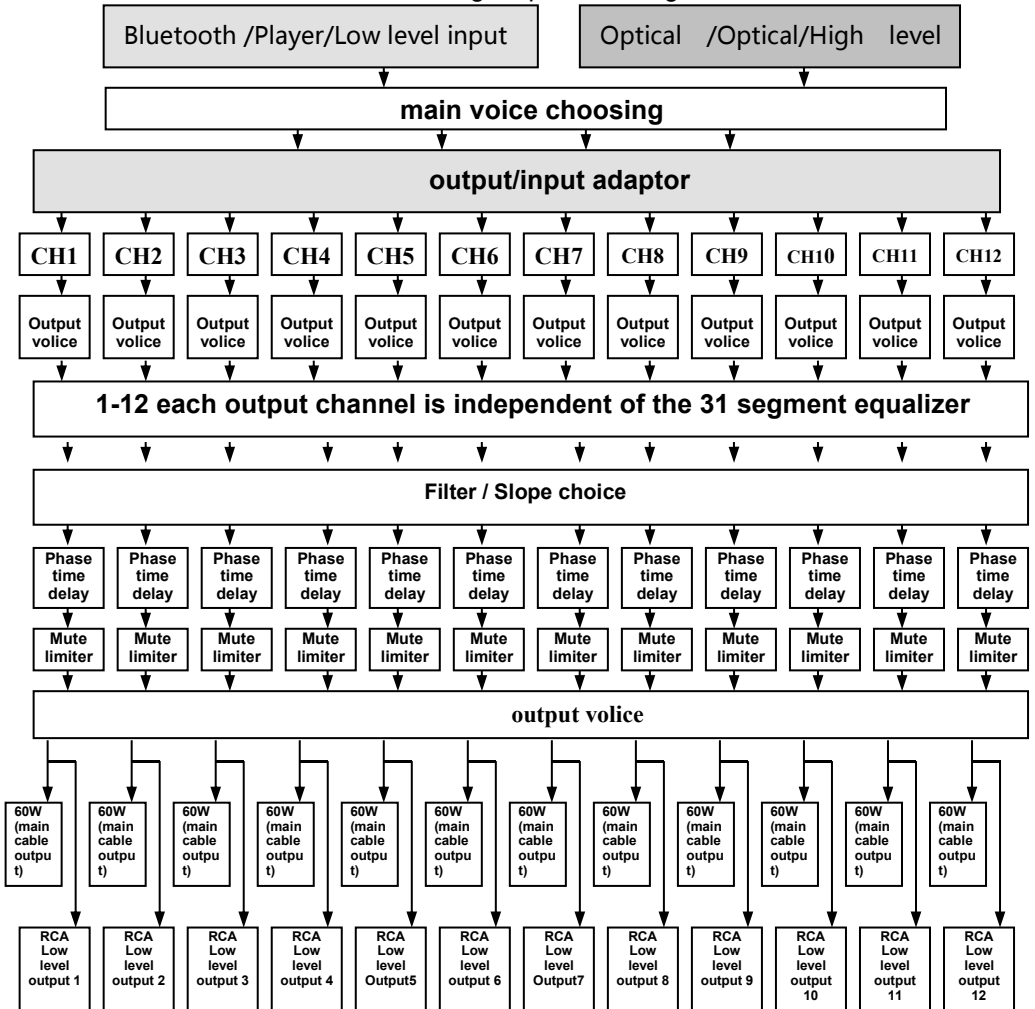 Bluetooth /Player/Low level input
Optical /Optical/High level
main voice choosing
output/input adaptor
CH1 CH2 CH3 CH4 CH5 CH6 CH7 CH8 CH9 CH10 CH11 CH12
Output Output Output Output Output Output Output Output Output Output Output Output
volice volice volice volice volice volice volice volice volice volice volice volice
1-12 each output channel is independent of the 31 segment equalizer
Filter / Slope choice
Phase Phase Phase Phase Phase Phase Phase Phase Phase Phase Phase Phase
time time time time time time time time time time time time
delay delay delay delay delay delay delay delay delay delay delay delay
Mute Mute Mute Mute Mute Mute Mute Mute Mute Mute Mute Mute
limiter limiter limiter limiter limiter limiter limiter limiter limiter limiter limiter limiter
output volice
60W 60W 60W 60W 60W 60W 60W 60W 60W 60W 60W 60W
(main (main (main (main (main (main (main (main (main (main (main (main
cable cable cable cable cable cable cable cable cable cable cable cable
outpu outpu outpu outpu outpu outpu outpu outpu outpu outpu outpu outpu
t) t) t) t) t) t) t) t) t) t) t) t)
RCA RCA RCA RCA RCA RCA RCA RCA RCA RCA RCA RCA
Low Low Low Low Low Low Low Low Low Low Low Low
level level level level level level level level level level level level
output 1 output 2 output 3 output 4 Output5 output 6 Output7 output 8 output 9 output output output
10 11 12